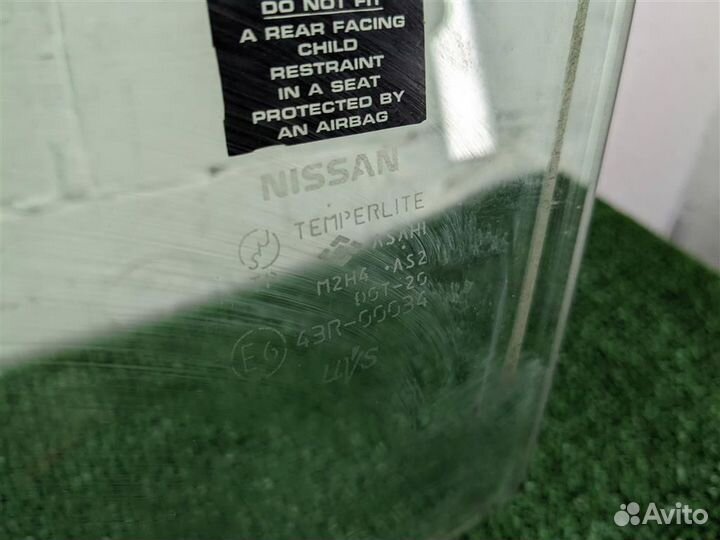 DO NOT FIT
A REAR FACING
CHILD
RESTRAINT
IN A SEAT
PROTECTED BY
AN AIRBAG
NISSAN
TEMPERLITE
ASAHI
M2H4 ·AS2
DOT-20
E6 43R-00034
Avito